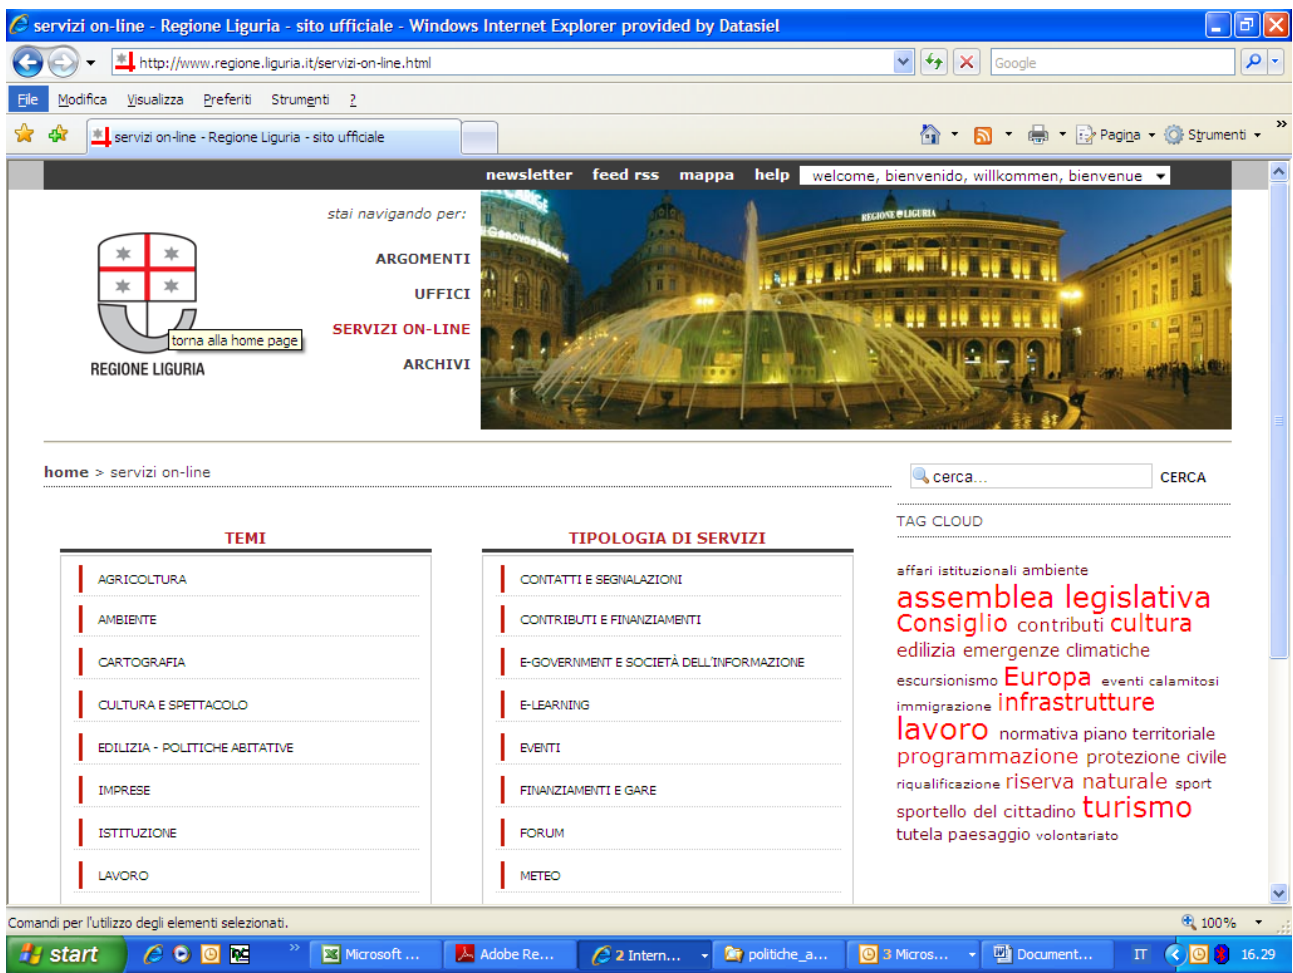 servizi on-line - Regione Liguria - sito ufficiale - Windows Internet Explorer provided by Datasiel
http://www.regione.liguria.it/servizi-on-line.html
Google
File Modifica Visualizza Preferiti Strumenti ?
servizi on-line - Regione Liguria - sito ufficiale
Pagina Strumenti »
newsletter feed rss mappa help welcome, bienvenido, willkommen, bienvenue
stai navigando per:
ARGOMENTI
UFFICI
SERVIZI ON-LINE
ARCHIVI
torna alla home page
REGIONE LIGURIA
REGIONE LIGURIA
home > servizi on-line
cerca... CERCA
TAG CLOUD
TEMI
AGRICOLTURA
AMBIENTE
CARTOGRAFIA
CULTURA E SPETTACOLO
EDILIZIA - POLITICHE ABITATIVE
IMPRESE
ISTITUZIONE
LAVORO
TIPOLOGIA DI SERVIZI
CONTATTI E SEGNALAZIONI
CONTRIBUTI E FINANZIAMENTI
E-GOVERNMENT E SOCIETÀ DELL'INFORMAZIONE
E-LEARNING
EVENTI
FINANZIAMENTI E GARE
FORUM
METEO
affari istituzionali ambiente
assemblea legislativa
Consiglio contributi cultura
edilizia emergenze climatiche
escursionismo Europa eventi calamitosi
immigrazione infrastrutture
lavoro normativa piano territoriale
programmazione protezione civile
riqualificazione riserva naturale sport
sportello del cittadino turismo
tutela paesaggio volontariato
Comandi per l'utilizzo degli elementi selezionati.
100%
start » Microsoft ... Adobe Re... 2 Intern... politiche_a... 3 Micros... Document... IT 16.29